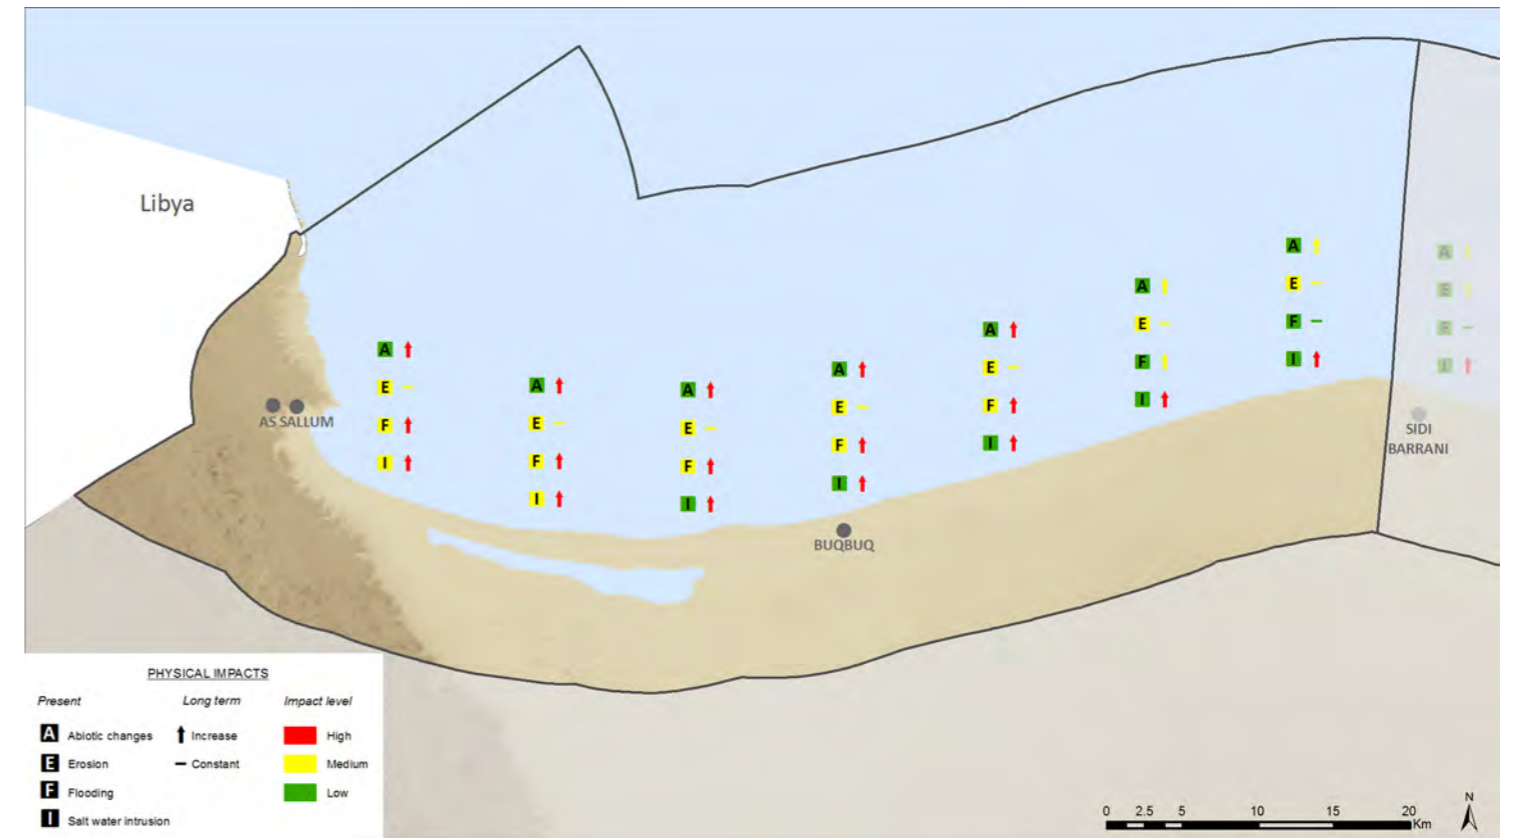 Libya
A
A
E
F
I
A
E
F
I
A
E
F
I
A
E
F
I
A
E
F
I
A
E
F
I
A
E
F
I
A
E
F
I
AS SALLUM
BUQBUQ
SIDI
BARRANI
PHYSICAL IMPACTS
Present Long term Impact level
A Abiotic changes Increase High
E Erosion Constant Medium
F Flooding Low
I Salt water intrusion
0 2.5 5 10 15 20
Km
N